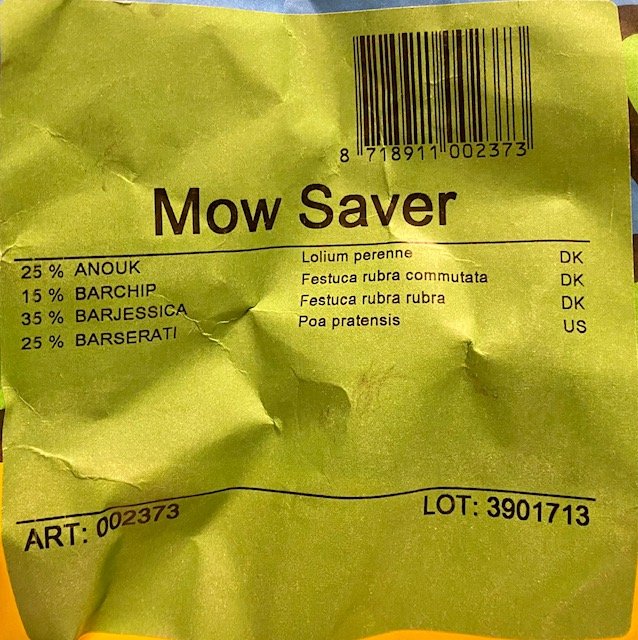 8 718911 002373
Mow Saver
25 % ANOUK Lolium perenne DK
15 % BARCHIP Festuca rubra commutata DK
35 % BARJESSICA Festuca rubra rubra DK
25 % BARSERATI Poa pratensis US
ART: 002373 LOT: 3901713